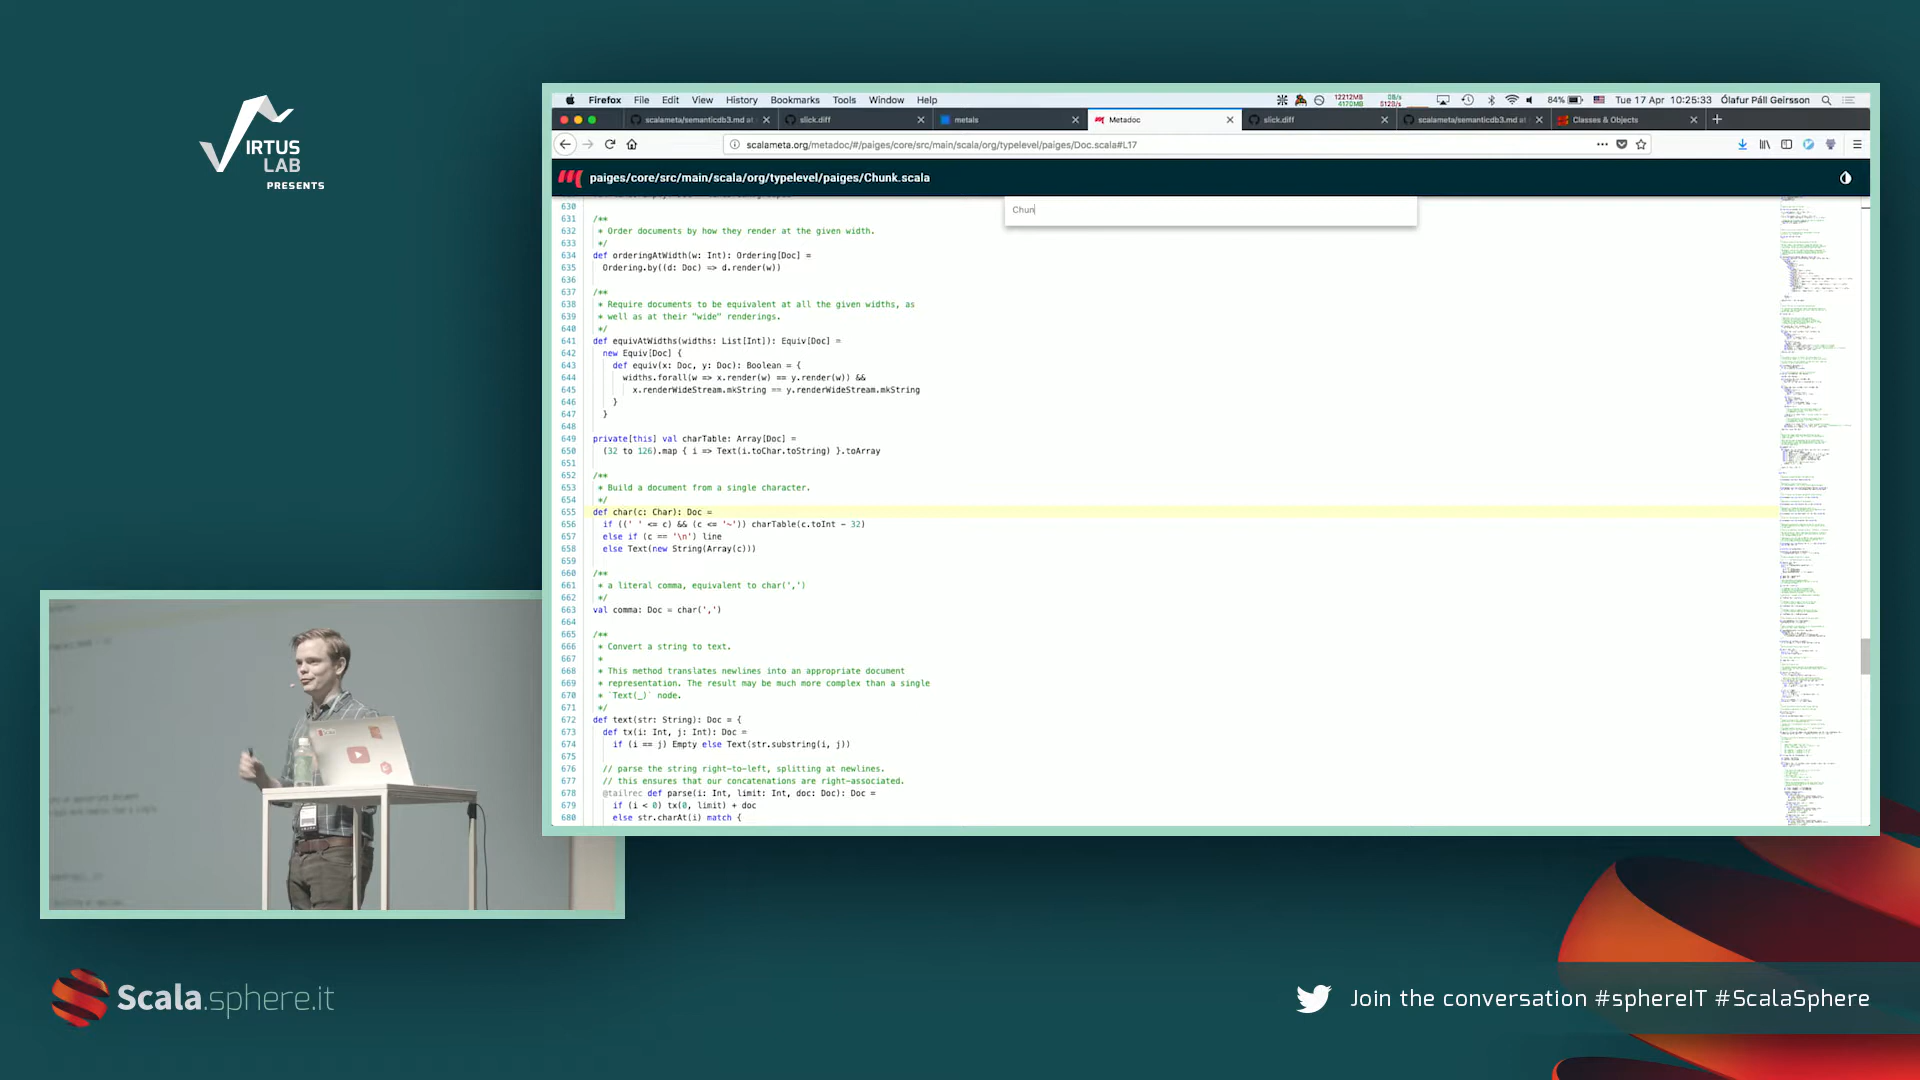 IRTUS
LAB
PRESENTS
Firefox File Edit View History Bookmarks Tools Window Help
84% Tue 17 Apr 10:25:33 Ólafur Páll Geirsson
scalameta/semanticdb3.md at
slick.diff
metals
Metadoc
slick.diff
scalameta/semanticdb3.md at
Classes & Objects
scalameta.org/metadoc/#/paiges/core/src/main/scala/org/typelevel/paiges/Doc.scala#L17
paiges/core/src/main/scala/org/typelevel/paiges/Chunk.scala
Chun
630
631 /**
632 * Order documents by how they render at the given width.
633 */
634 def orderingAtWidth(w: Int): Ordering[Doc] =
635 Ordering.by((d: Doc) => d.render(w))
636
637 /**
638 * Require documents to be equivalent at all the given widths, as
639 * well as at their "wide" renderings.
640 */
641 def equivAtWidths(widths: List[Int]): Equiv[Doc] =
642 new Equiv[Doc] {
643 def equiv(x: Doc, y: Doc): Boolean = {
644 widths.forall(w => x.render(w) == y.render(w)) &&
645 x.renderWideStream.mkString == y.renderWideStream.mkString
646 }
647 }
648
649 private[this] val charTable: Array[Doc] =
650 (32 to 126).map { i => Text(i.toChar.toString) }.toArray
651
652 /**
653 * Build a document from a single character.
654 */
655 def char(c: Char): Doc =
656 if ((' ' <= c) && (c <= '~')) charTable(c.toInt - 32)
657 else if (c == '\n') line
658 else Text(new String(Array(c)))
659
660 /**
661 * a literal comma, equivalent to char(',')
662 */
663 val comma: Doc = char(',')
664
665 /**
666 * Convert a string to text.
667 *
668 * This method translates newlines into an appropriate document
669 * representation. The result may be much more complex than a single
670 * `Text(_)` node.
671 */
672 def text(str: String): Doc = {
673 def tx(i: Int, j: Int): Doc =
674 if (i == j) Empty else Text(str.substring(i, j))
675
676 // parse the string right-to-left, splitting at newlines.
677 // this ensures that our concatenations are right-associated.
678 @tailrec def parse(i: Int, limit: Int, doc: Doc): Doc =
679 if (i < 0) tx(0, limit) + doc
680 else str.charAt(i) match {
Scala.sphere.it
Join the conversation #sphereIT #ScalaSphere